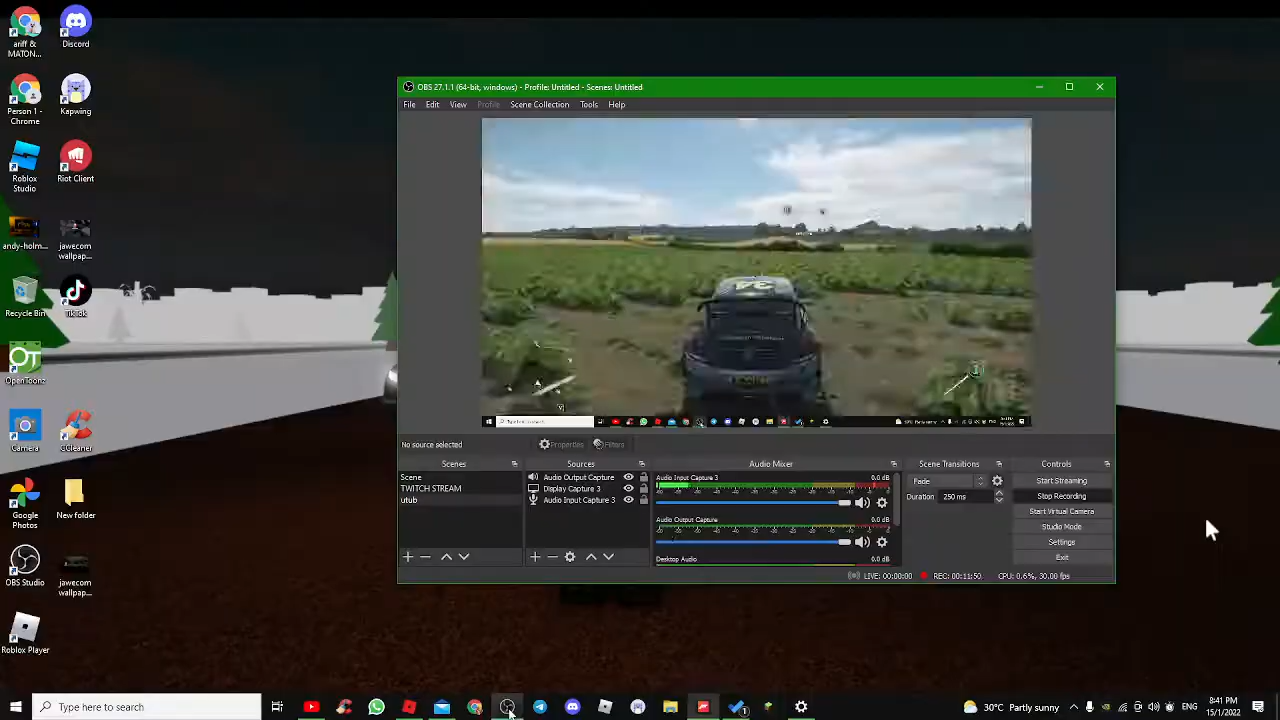 ariff &
MATON...
Discord
Person 1 -
Chrome
Kapwing
Roblox
Studio
Riot Client
andy-holm...
jawecom
wallpap...
Recycle Bin
TikTok
OpenToonz
Camera
CCleaner
Google
Photos
New folder
OBS Studio
jawecom
wallpap...
Roblox Player
OBS 27.1.1 (64-bit, windows) - Profile: Untitled - Scenes: Untitled
File Edit View Profile Scene Collection Tools Help
Type here to search
No source selected
Properties
Filters
Scenes
Sources
Audio Mixer
Scene Transitions
Controls
Scene
TWITCH STREAM
utub
Audio Output Capture
Display Capture 3
Audio Input Capture 3
Audio Input Capture 3 0.0 dB
Audio Output Capture 0.0 dB
Desktop Audio 0.0 dB
Fade
Duration 250 ms
Start Streaming
Stop Recording
Start Virtual Camera
Studio Mode
Settings
Exit
LIVE: 00:00:00 REC: 00:11:50 CPU: 0.6%, 30.00 fps
Type here to search
1
30°C Partly sunny
ENG
8:41 PM
15/1/2022